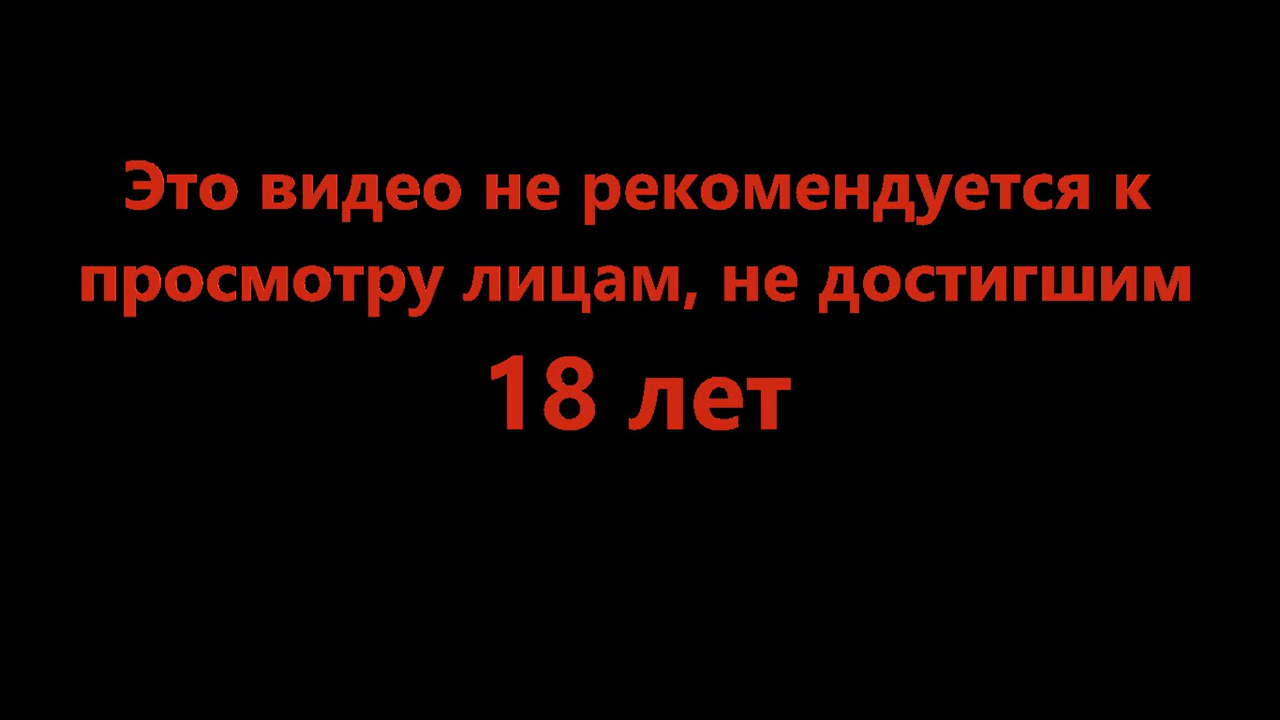 Это видео не рекомендуется к
просмотру лицам, не достигшим
18 лет